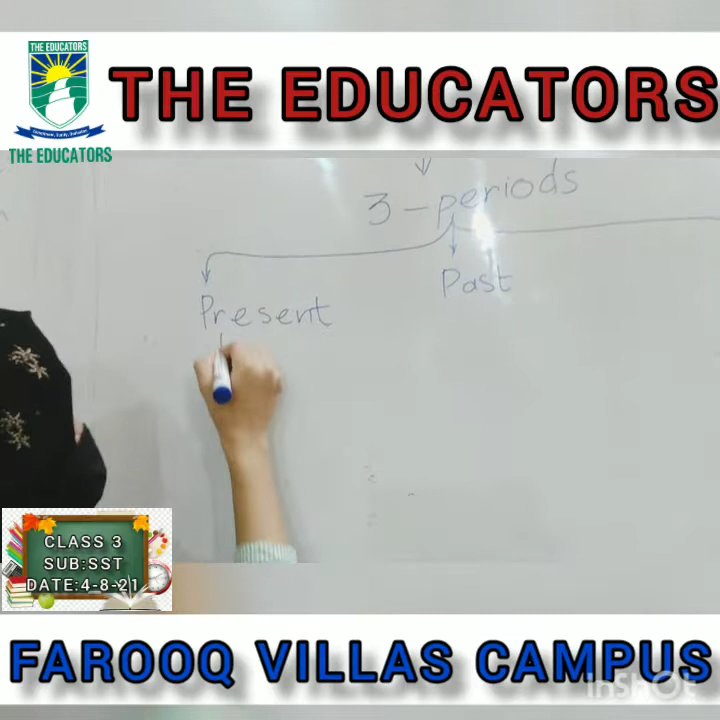 THE EDUCATORS
THE EDUCATORS
THE EDUCATORS
3 - periods
Present
Past
CLASS 3
SUB:SST
DATE:4-8-21
FAROOQ VILLAS CAMPUS
InShOt